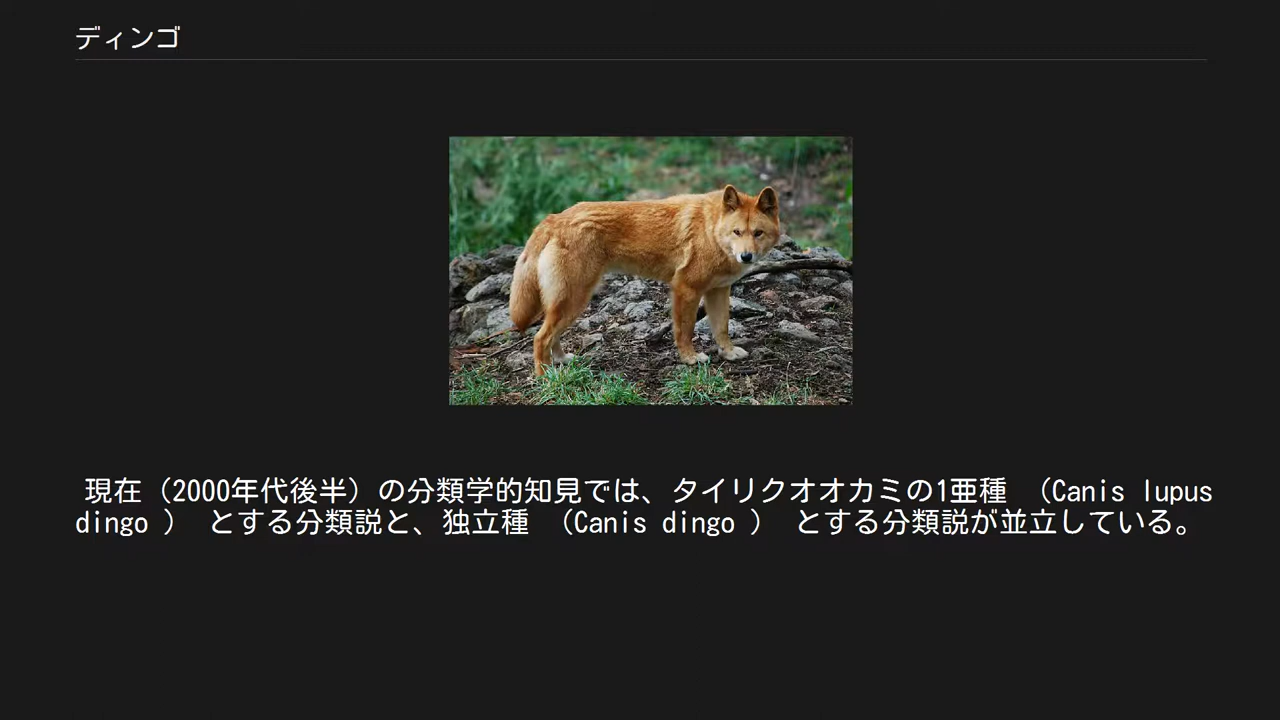 ディンゴ
現在（2000年代後半）の分類学的知見では、タイリクオオカミの1亜種 （Canis lupus
dingo ） とする分類説と、独立種 （Canis dingo ） とする分類説が並立している。